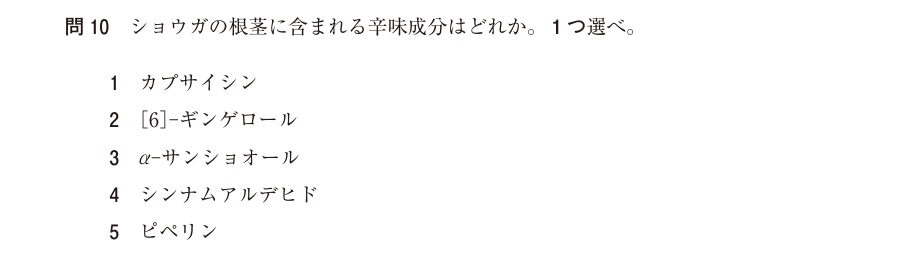 問 10 ショウガの根茎に含まれる辛味成分はどれか。1つ選べ。
1 カプサイシン
2 [6]-ギンゲロール
3 α-サンショオール
4 シンナムアルデヒド
5 ピペリン